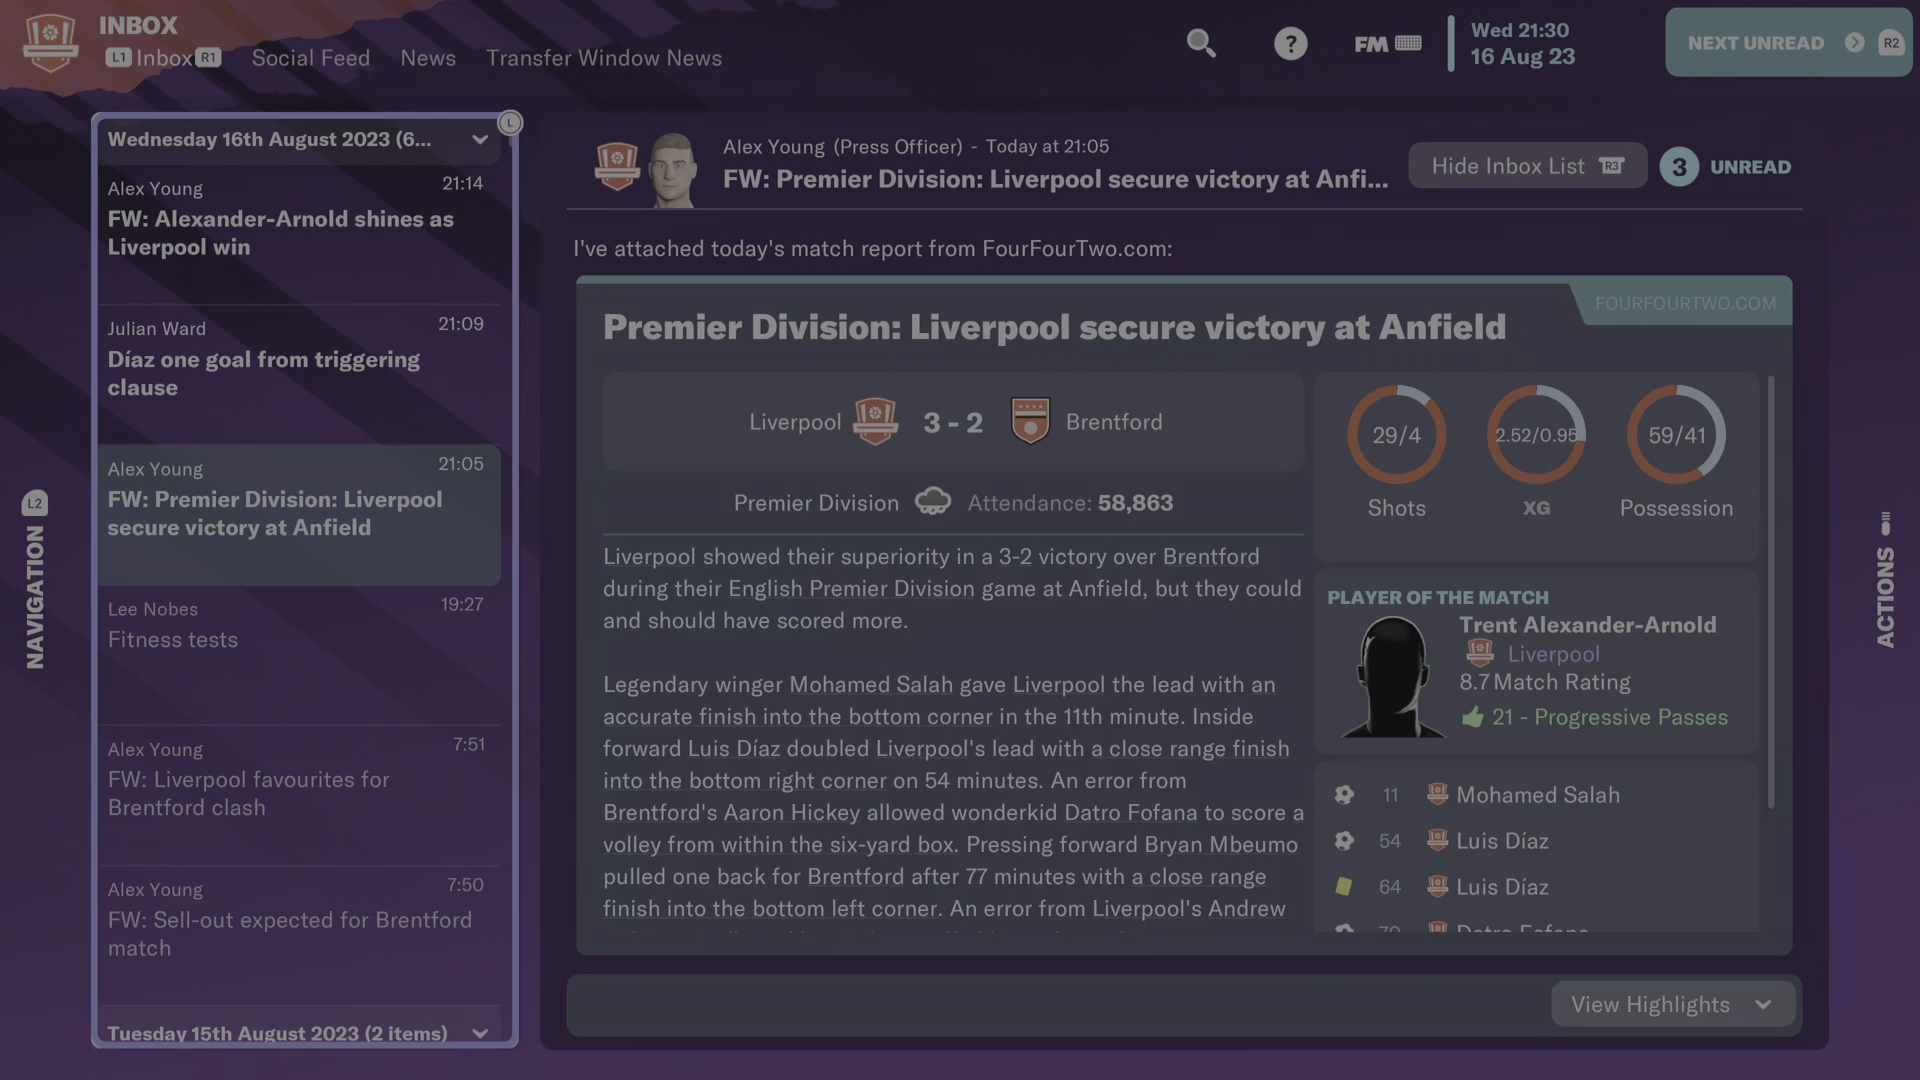 INBOX
L1 Inbox R1 Social Feed News Transfer Window News
? FM
Wed 21:30
16 Aug 23
NEXT UNREAD R2
L2
NAVIGATION
Wednesday 16th August 2023 (6...
L
Alex Young 21:14
FW: Alexander-Arnold shines as
Liverpool win
Julian Ward 21:09
Díaz one goal from triggering
clause
Alex Young 21:05
FW: Premier Division: Liverpool
secure victory at Anfield
Lee Nobes 19:27
Fitness tests
Alex Young 7:51
FW: Liverpool favourites for
Brentford clash
Alex Young 7:50
FW: Sell-out expected for Brentford
match
Tuesday 15th August 2023 (2 items)
Alex Young (Press Officer) - Today at 21:05
FW: Premier Division: Liverpool secure victory at Anfi...
Hide Inbox List R3
3 UNREAD
I've attached today's match report from FourFourTwo.com:
FOURFOURTWO.COM
Premier Division: Liverpool secure victory at Anfield
Liverpool 3 - 2 Brentford
Premier Division Attendance: 58,863
Liverpool showed their superiority in a 3-2 victory over Brentford
during their English Premier Division game at Anfield, but they could
and should have scored more.
Legendary winger Mohamed Salah gave Liverpool the lead with an
accurate finish into the bottom corner in the 11th minute. Inside
forward Luis Díaz doubled Liverpool's lead with a close range finish
into the bottom right corner on 54 minutes. An error from
Brentford's Aaron Hickey allowed wonderkid Datro Fofana to score a
volley from within the six-yard box. Pressing forward Bryan Mbeumo
pulled one back for Brentford after 77 minutes with a close range
finish into the bottom left corner. An error from Liverpool's Andrew
29/4 2.52/0.95 59/41
Shots XG Possession
PLAYER OF THE MATCH
Trent Alexander-Arnold
Liverpool
8.7 Match Rating
21 - Progressive Passes
11 Mohamed Salah
54 Luis Díaz
64 Luis Díaz
Datro Fofana
View Highlights
ACTIONS